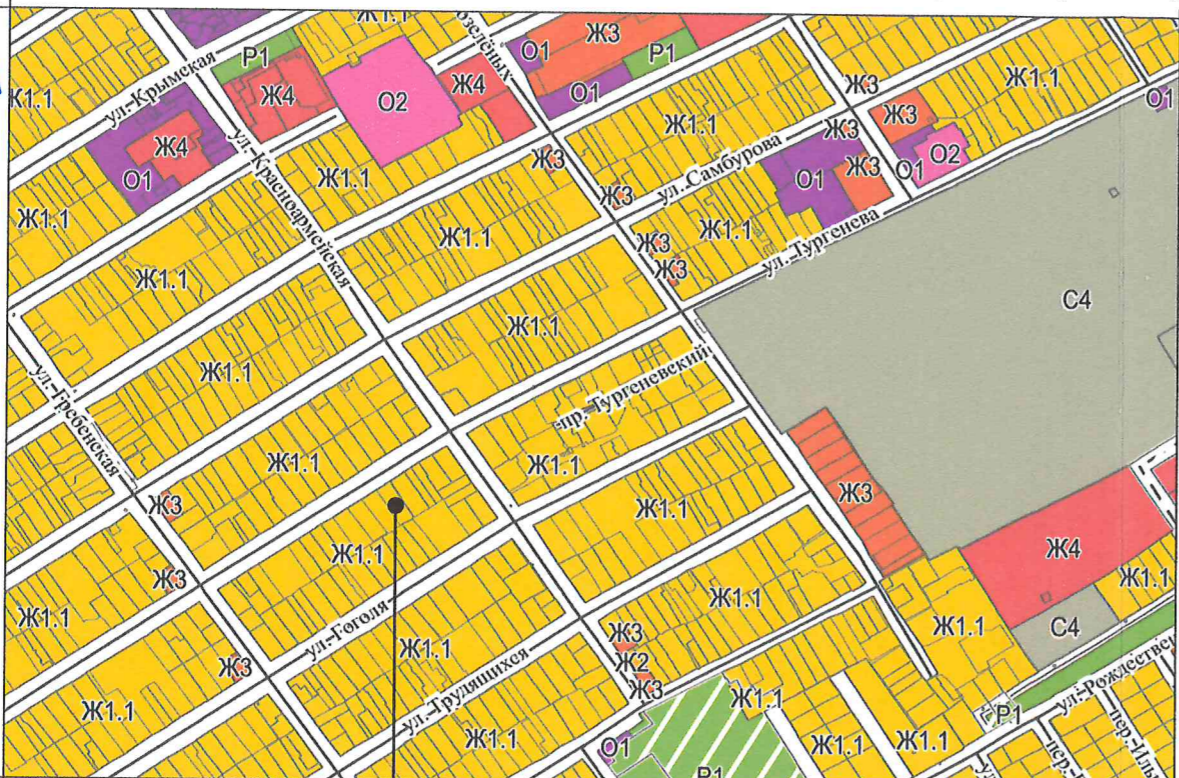 Ж1.1
Ж3
Р1
О1
Р1
ул. Крымская
Ж4
О2
Ж4
О1
Ж3
Ж1.1
О1
Ж1.1
Ж4
О1
ул. Красноармейская
Ж1.1
Ж3
Ж1.1
Ж3
Ж3
О1
О2
Ж3
О1
Ж3
ул. Самбурова
Ж1.1
Ж3
Ж1.1
Ж1.1
Ж3
Ж3
ул. Тургенева
Ж1.1
С4
Ж1.1
ул. Гребенская
Ж1.1
пр. Тургеневский
Ж1.1
Ж1.1
Ж3
Ж1.1
Ж3
Ж1.1
Ж4
Ж3
Ж1.1
Ж1.1
Ж1.1
ул. Гоголя
Ж1.1
Ж3
Ж1.1
С4
Ж3
Ж2
Ж3
ул. Трудящихся
Ж1.1
Ж1.1
Р1
Ж1.1
О1
Ж1.1
Ж1.1
Р1